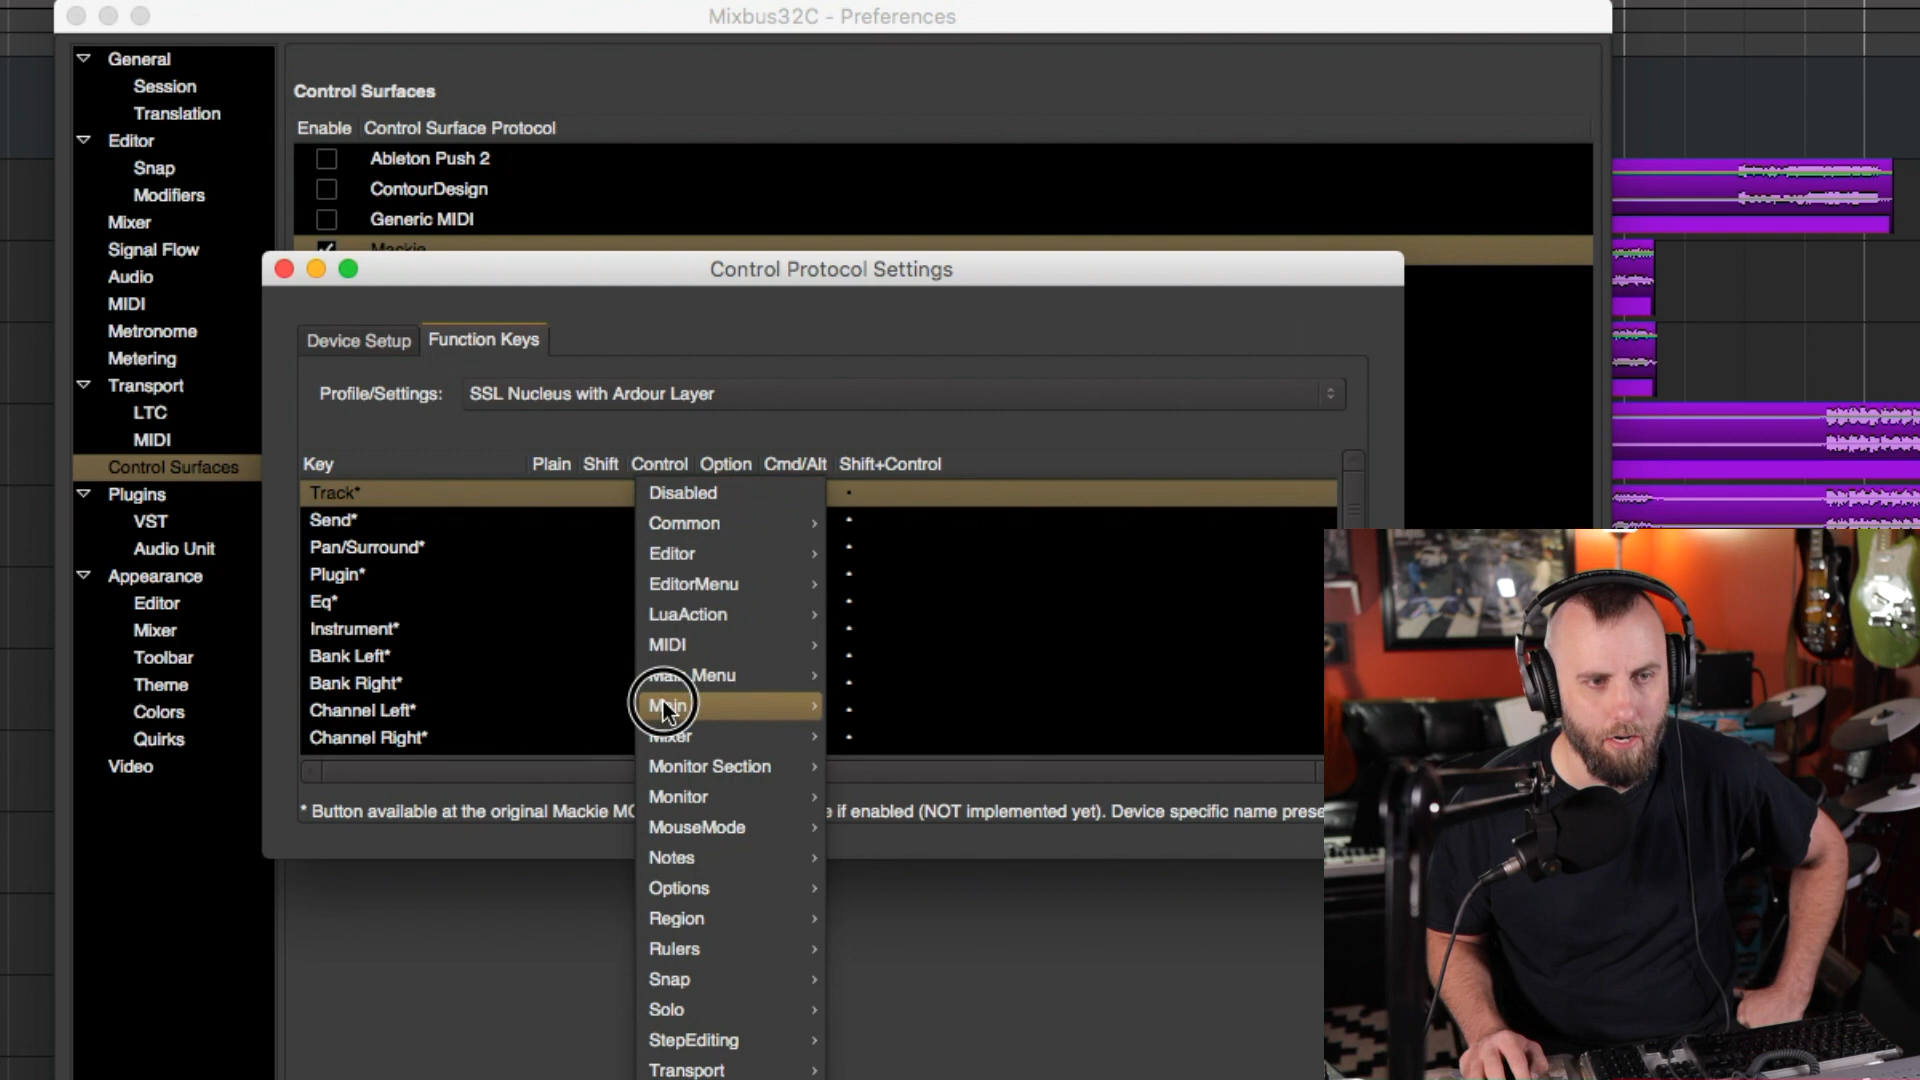 Mixbus32C - Preferences
General
Session
Translation
Editor
Snap
Modifiers
Mixer
Signal Flow
Audio
MIDI
Metronome
Metering
Transport
LTC
MIDI
Control Surfaces
Plugins
VST
Audio Unit
Appearance
Editor
Mixer
Toolbar
Theme
Colors
Quirks
Video
Control Surfaces
Enable Control Surface Protocol
Ableton Push 2
ContourDesign
Generic MIDI
Mackie
Control Protocol Settings
Device Setup Function Keys
Profile/Settings: SSL Nucleus with Ardour Layer
Key Plain Shift Control Option Cmd/Alt Shift+Control
Track*
Send*
Pan/Surround*
Plugin*
Eq*
Instrument*
Bank Left*
Bank Right*
Channel Left*
Channel Right*
* Button available at the original Mackie MC
e if enabled (NOT implemented yet). Device specific name prese
Disabled
Common
Editor
EditorMenu
LuaAction
MIDI
Main Menu
Main
Mixer
Monitor Section
Monitor
MouseMode
Notes
Options
Region
Rulers
Snap
Solo
StepEditing
Transport